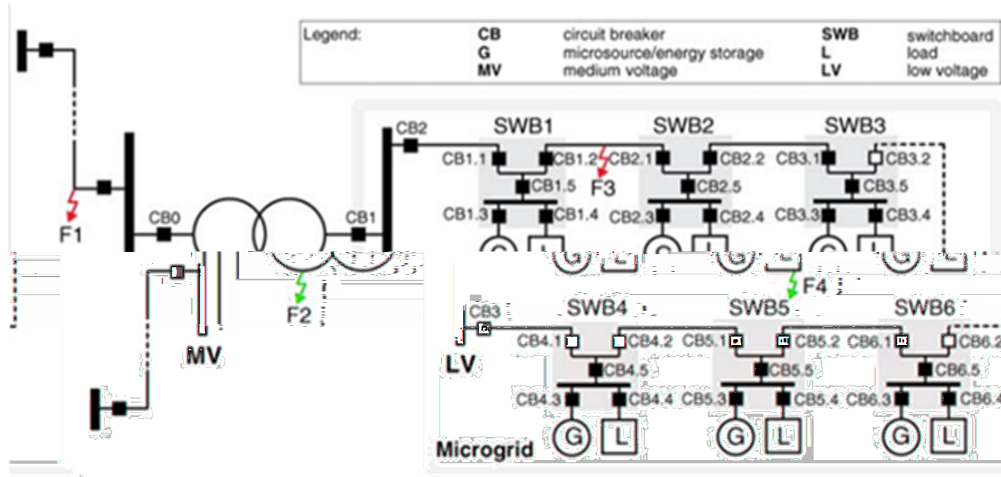 Legend: CB circuit breaker SWB switchboard
G microsource/energy storage L load
MV medium voltage LV low voltage
CB2 SWB1 SWB2 SWB3
CB1.1 CB1.2 CB2.1 CB2.2 CB3.1 CB3.2
F3
CB1.5 CB2.5 CB3.5
CB0 CB1 CB1.3 CB1.4 CB2.3 CB2.4 CB3.3 CB3.4
F1
G L G L G L
F2 F4
CB3 SWB4 SWB5 SWB6
CB4.1 CB4.2 CB5.1 CB5.2 CB6.1 CB6.2
MV LV
CB4.5 CB5.5 CB6.5
CB4.3 CB4.4 CB5.3 CB5.4 CB6.3 CB6.4
G L G L G L
Microgrid